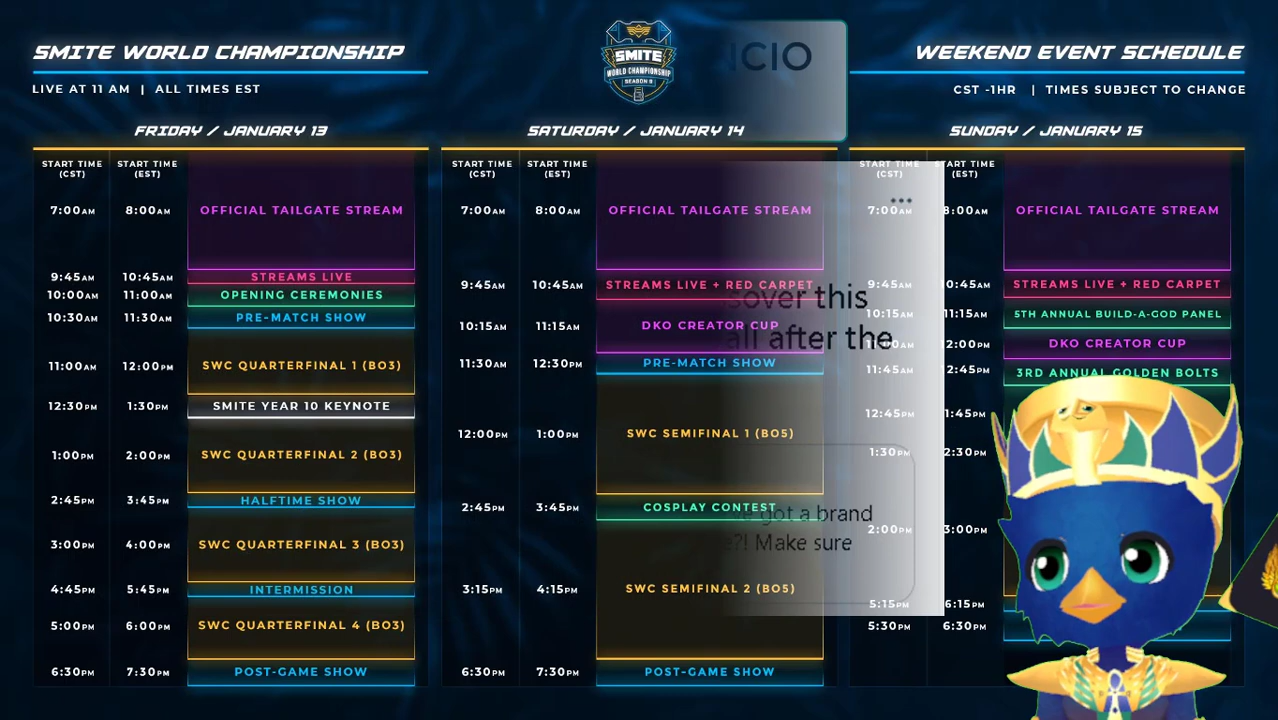 SMITE WORLD CHAMPIONSHIP
LIVE AT 11 AM | ALL TIMES EST
SMITE
WORLD CHAMPIONSHIP
ICIO
WEEKEND EVENT SCHEDULE
CST -1HR | TIMES SUBJECT TO CHANGE
FRIDAY / JANUARY 13
START TIME (CST) START TIME (EST)
7:00AM 8:00AM OFFICIAL TAILGATE STREAM
9:45AM 10:45AM STREAMS LIVE
10:00AM 11:00AM OPENING CEREMONIES
10:30AM 11:30AM PRE-MATCH SHOW
11:00AM 12:00PM SWC QUARTERFINAL 1 (BO3)
12:30PM 1:30PM SMITE YEAR 10 KEYNOTE
1:00PM 2:00PM SWC QUARTERFINAL 2 (BO3)
2:45PM 3:45PM HALFTIME SHOW
3:00PM 4:00PM SWC QUARTERFINAL 3 (BO3)
4:45PM 5:45PM INTERMISSION
5:00PM 6:00PM SWC QUARTERFINAL 4 (BO3)
6:30PM 7:30PM POST-GAME SHOW
SATURDAY / JANUARY 14
START TIME (CST) START TIME (EST)
7:00AM 8:00AM OFFICIAL TAILGATE STREAM
9:45AM 10:45AM STREAMS LIVE + RED CARPET
10:15AM 11:15AM DKO CREATOR CUP
11:30AM 12:30PM PRE-MATCH SHOW
12:00PM 1:00PM SWC SEMIFINAL 1 (BO5)
2:45PM 3:45PM COSPLAY CONTEST
3:15PM 4:15PM SWC SEMIFINAL 2 (BO5)
6:30PM 7:30PM POST-GAME SHOW
...
sover this
all after the
got a brand
?! Make sure
SUNDAY / JANUARY 15
START TIME (CST) START TIME (EST)
7:00AM 8:00AM OFFICIAL TAILGATE STREAM
9:45AM 10:45AM STREAMS LIVE + RED CARPET
10:15AM 11:15AM 5TH ANNUAL BUILD-A-GOD PANEL
12:00PM DKO CREATOR CUP
11:45AM 12:45PM 3RD ANNUAL GOLDEN BOLTS
12:45PM 1:45PM
1:30PM 2:30PM
2:00PM 3:00PM
5:15PM 6:15PM
5:30PM 6:30PM